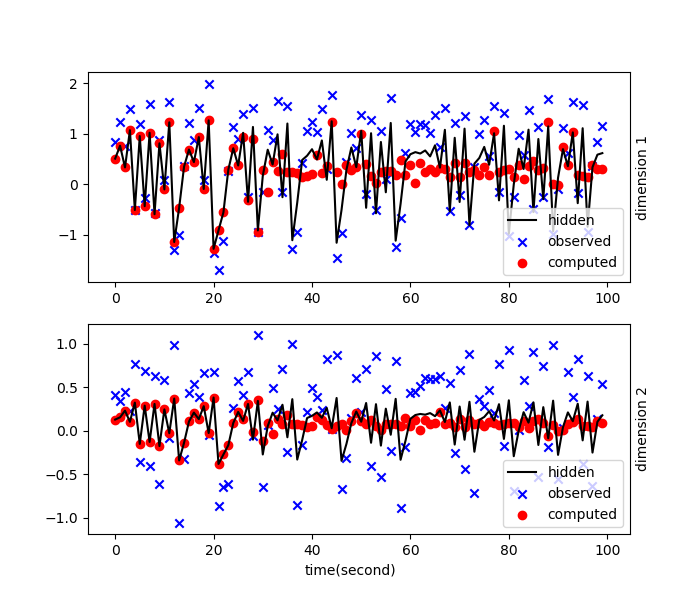 2
1
0
−1
0
20
40
60
80
100
hidden
observed
computed
dimension 1
1.0
0.5
0.0
−0.5
−1.0
0
20
40
60
80
100
hidden
observed
computed
dimension 2
time(second)